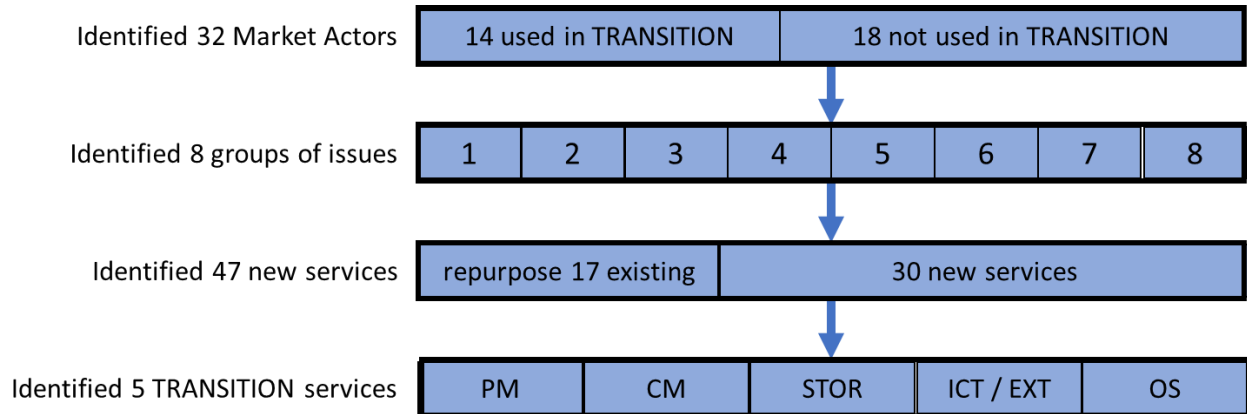 Identified 32 Market Actors
14 used in TRANSITION
18 not used in TRANSITION
Identified 8 groups of issues
1 2 3 4 5 6 7 8
Identified 47 new services
repurpose 17 existing
30 new services
Identified 5 TRANSITION services
PM CM STOR ICT / EXT OS